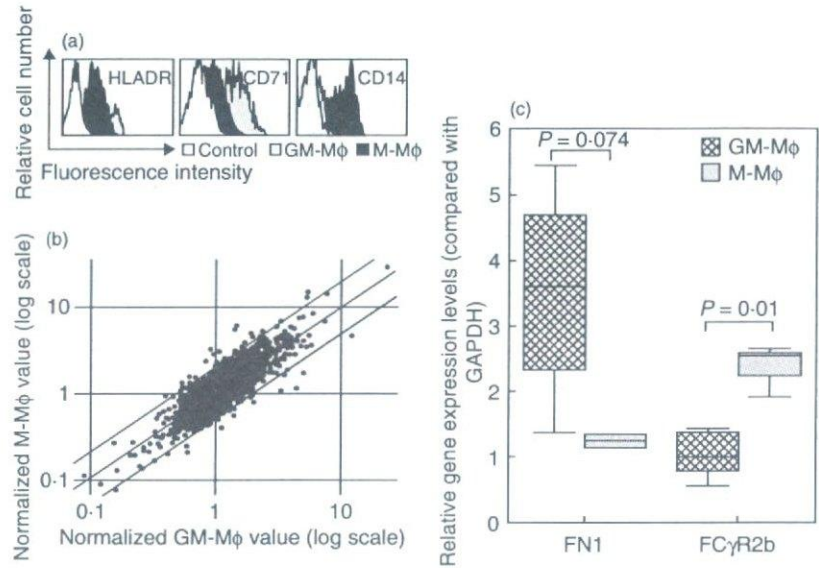 (a)
Relative cell number
HLADR
CD71
CD14
Control GM-Mϕ M-Mϕ
Fluorescence intensity
(b)
Normalized M-Mϕ value (log scale)
10
1
0·1
0·1 1 10
Normalized GM-Mϕ value (log scale)
(c)
Relative gene expression levels (compared with
GAPDH)
6
5
4
3
2
1
0
P = 0·074
GM-Mϕ
M-Mϕ
P = 0·01
FN1 FCγR2b